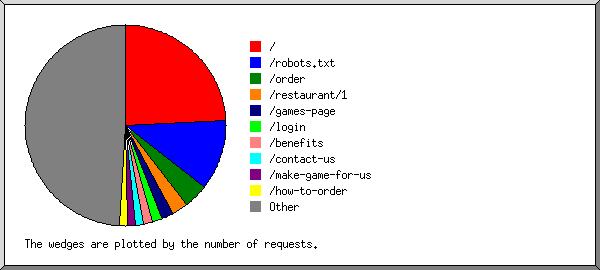 /
/robots.txt
/order
/restaurant/1
/games-page
/login
/benefits
/contact-us
/make-game-for-us
/how-to-order
Other
The wedges are plotted by the number of requests.